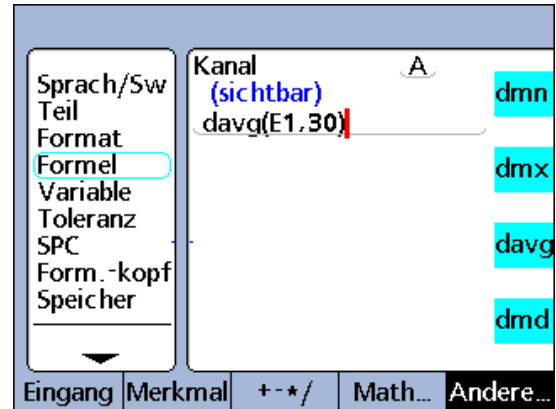 Sprach/Sw
Teil
Format
Formel
Variable
Toleranz
SPC
Form.-kopf
Speicher
Kanal A
(sichtbar)
davg(E1,30)
dmn
dmx
davg
dmd
Eingang Merkmal +-*/ Math... Andere...